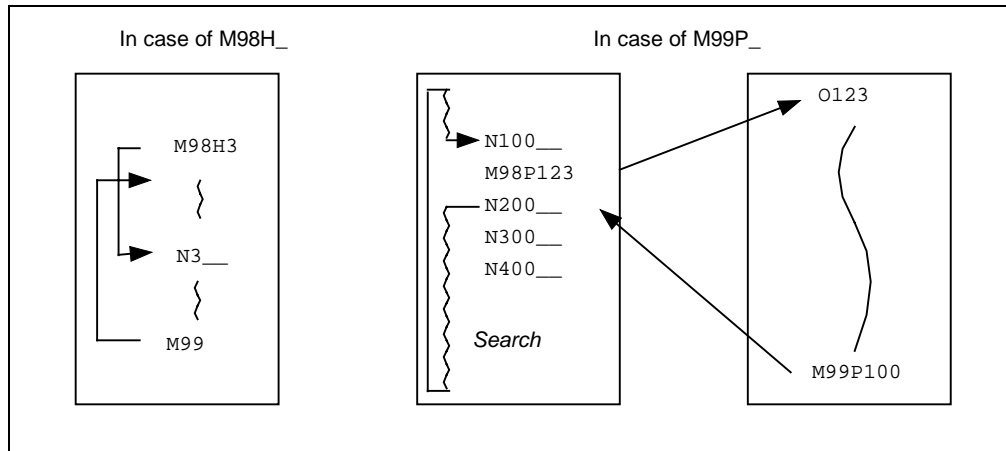 In case of M98H_
In case of M99P_
M98H3
N3__
M99
N100__
M98P123
N200__
N300__
N400__
Search
O123
M99P100